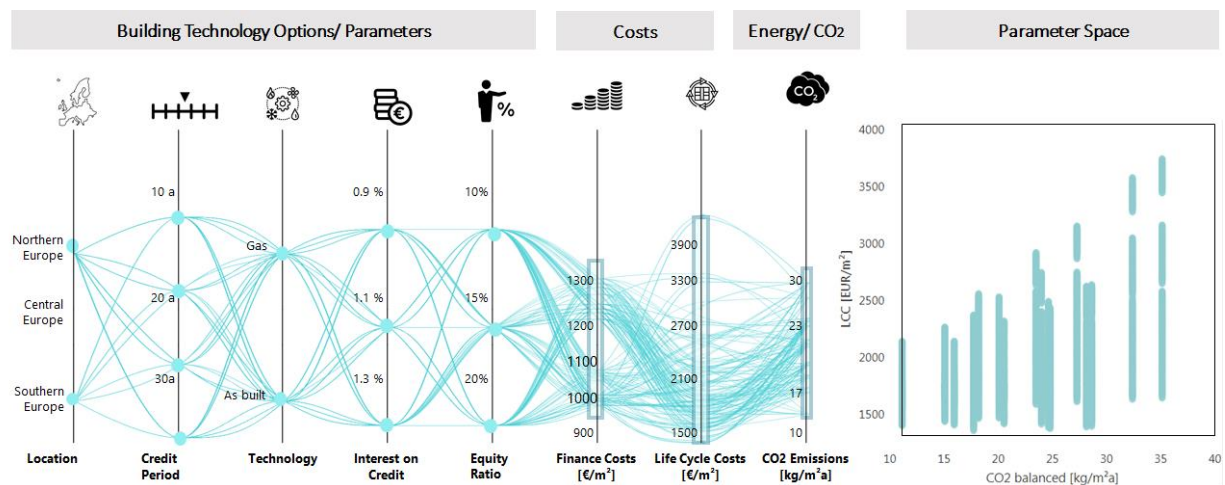 Building Technology Options/ Parameters
Costs
Energy/ CO2
Parameter Space
%
€
CO2
10 a
0.9 %
10%
Northern
Europe
Gas
Central
Europe
20 a
1.1 %
15%
30a
1.3 %
20%
Southern
Europe
As built
1300
1200
1100
1000
900
3900
3300
2700
2100
1500
30
23
17
10
Location
Credit
Period
Technology
Interest on
Credit
Equity
Ratio
Finance Costs
[€/m²]
Life Cycle Costs
[€/m²]
CO2 Emissions
[kg/m²a]
LCC [EUR/m²]
4000
3500
3000
2500
2000
1500
10
15
20
25
30
35
40
CO2 balanced [kg/m²a]